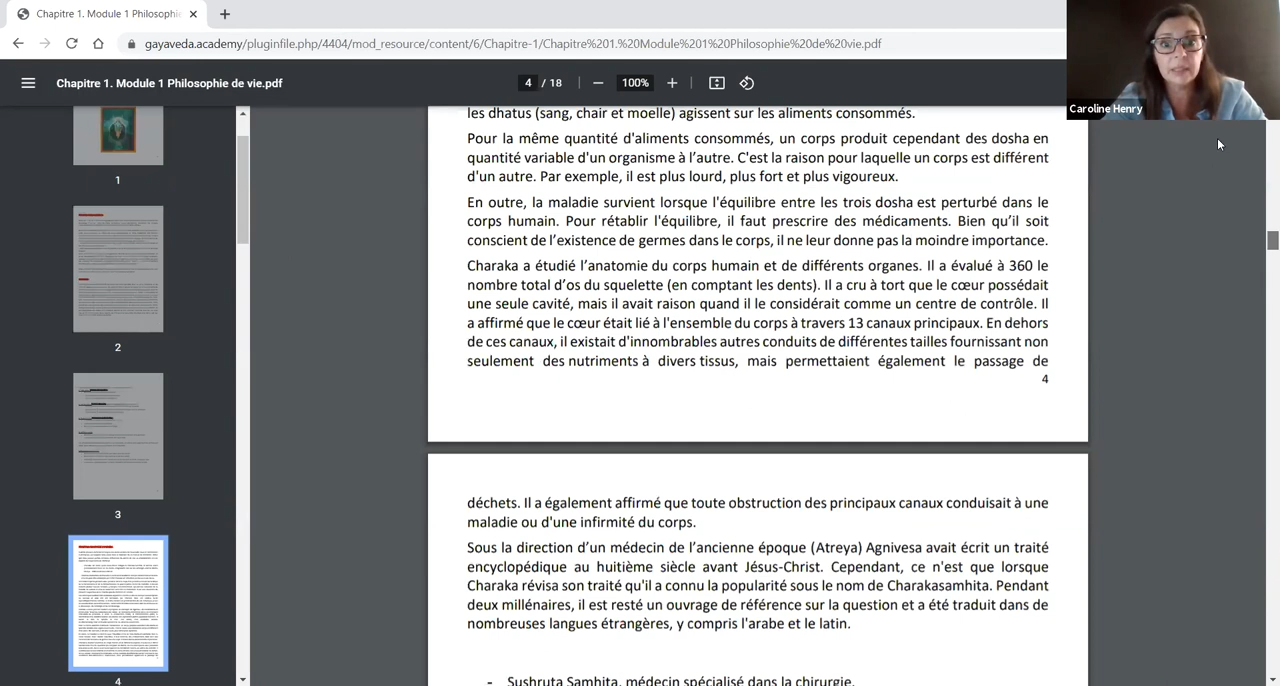 Chapitre 1. Module 1 Philosophie
gayaveda.academy/pluginfile.php/4404/mod_resource/content/6/Chapitre-1/Chapitre%201.%20Module%201%20Philosophie%20de%20vie.pdf
Chapitre 1. Module 1 Philosophie de vie.pdf
4 / 18
100%
Caroline Henry
1
2
3
4
les dhatus (sang, chair et moelle) agissent sur les aliments consommés.
Pour la même quantité d'aliments consommés, un corps produit cependant des dosha en
quantité variable d'un organisme à l'autre. C'est la raison pour laquelle un corps est différent
d'un autre. Par exemple, il est plus lourd, plus fort et plus vigoureux.
En outre, la maladie survient lorsque l'équilibre entre les trois dosha est perturbé dans le
corps humain. Pour rétablir l'équilibre, il faut prendre des médicaments. Bien qu'il soit
conscient de l'existence de germes dans le corps, il ne leur donne pas la moindre importance.
Charaka a étudié l'anatomie du corps humain et de différents organes. Il a évalué à 360 le
nombre total d'os du squelette (en comptant les dents). Il a cru à tort que le cœur possédait
une seule cavité, mais il avait raison quand il le considérait comme un centre de contrôle. Il
a affirmé que le cœur était lié à l'ensemble du corps à travers 13 canaux principaux. En dehors
de ces canaux, il existait d'innombrables autres conduits de différentes tailles fournissant non
seulement des nutriments à divers tissus, mais permettaient également le passage de
4
déchets. Il a également affirmé que toute obstruction des principaux canaux conduisait à une
maladie ou d'une infirmité du corps.
Sous la direction d'un médecin de l'ancienne époque (Atreya) Agnivesa avait écrit un traité
encyclopédique au huitième siècle avant Jésus-Christ. Cependant, ce n'est que lorsque
Charaka a révisé ce traité qu'il a connu la popularité sous le nom de Charakasamhita. Pendant
deux millénaires, il est resté un ouvrage de référence sur la question et a été traduit dans de
nombreuses langues étrangères, y compris l'arabe et le latin.
- Sushruta Samhita, médecin spécialisé dans la chirurgie.